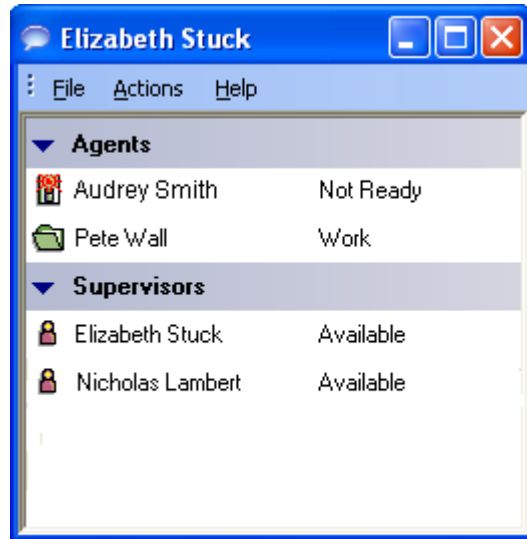 Elizabeth Stuck
File Actions Help
Agents
Audrey Smith Not Ready
Pete Wall Work
Supervisors
Elizabeth Stuck Available
Nicholas Lambert Available